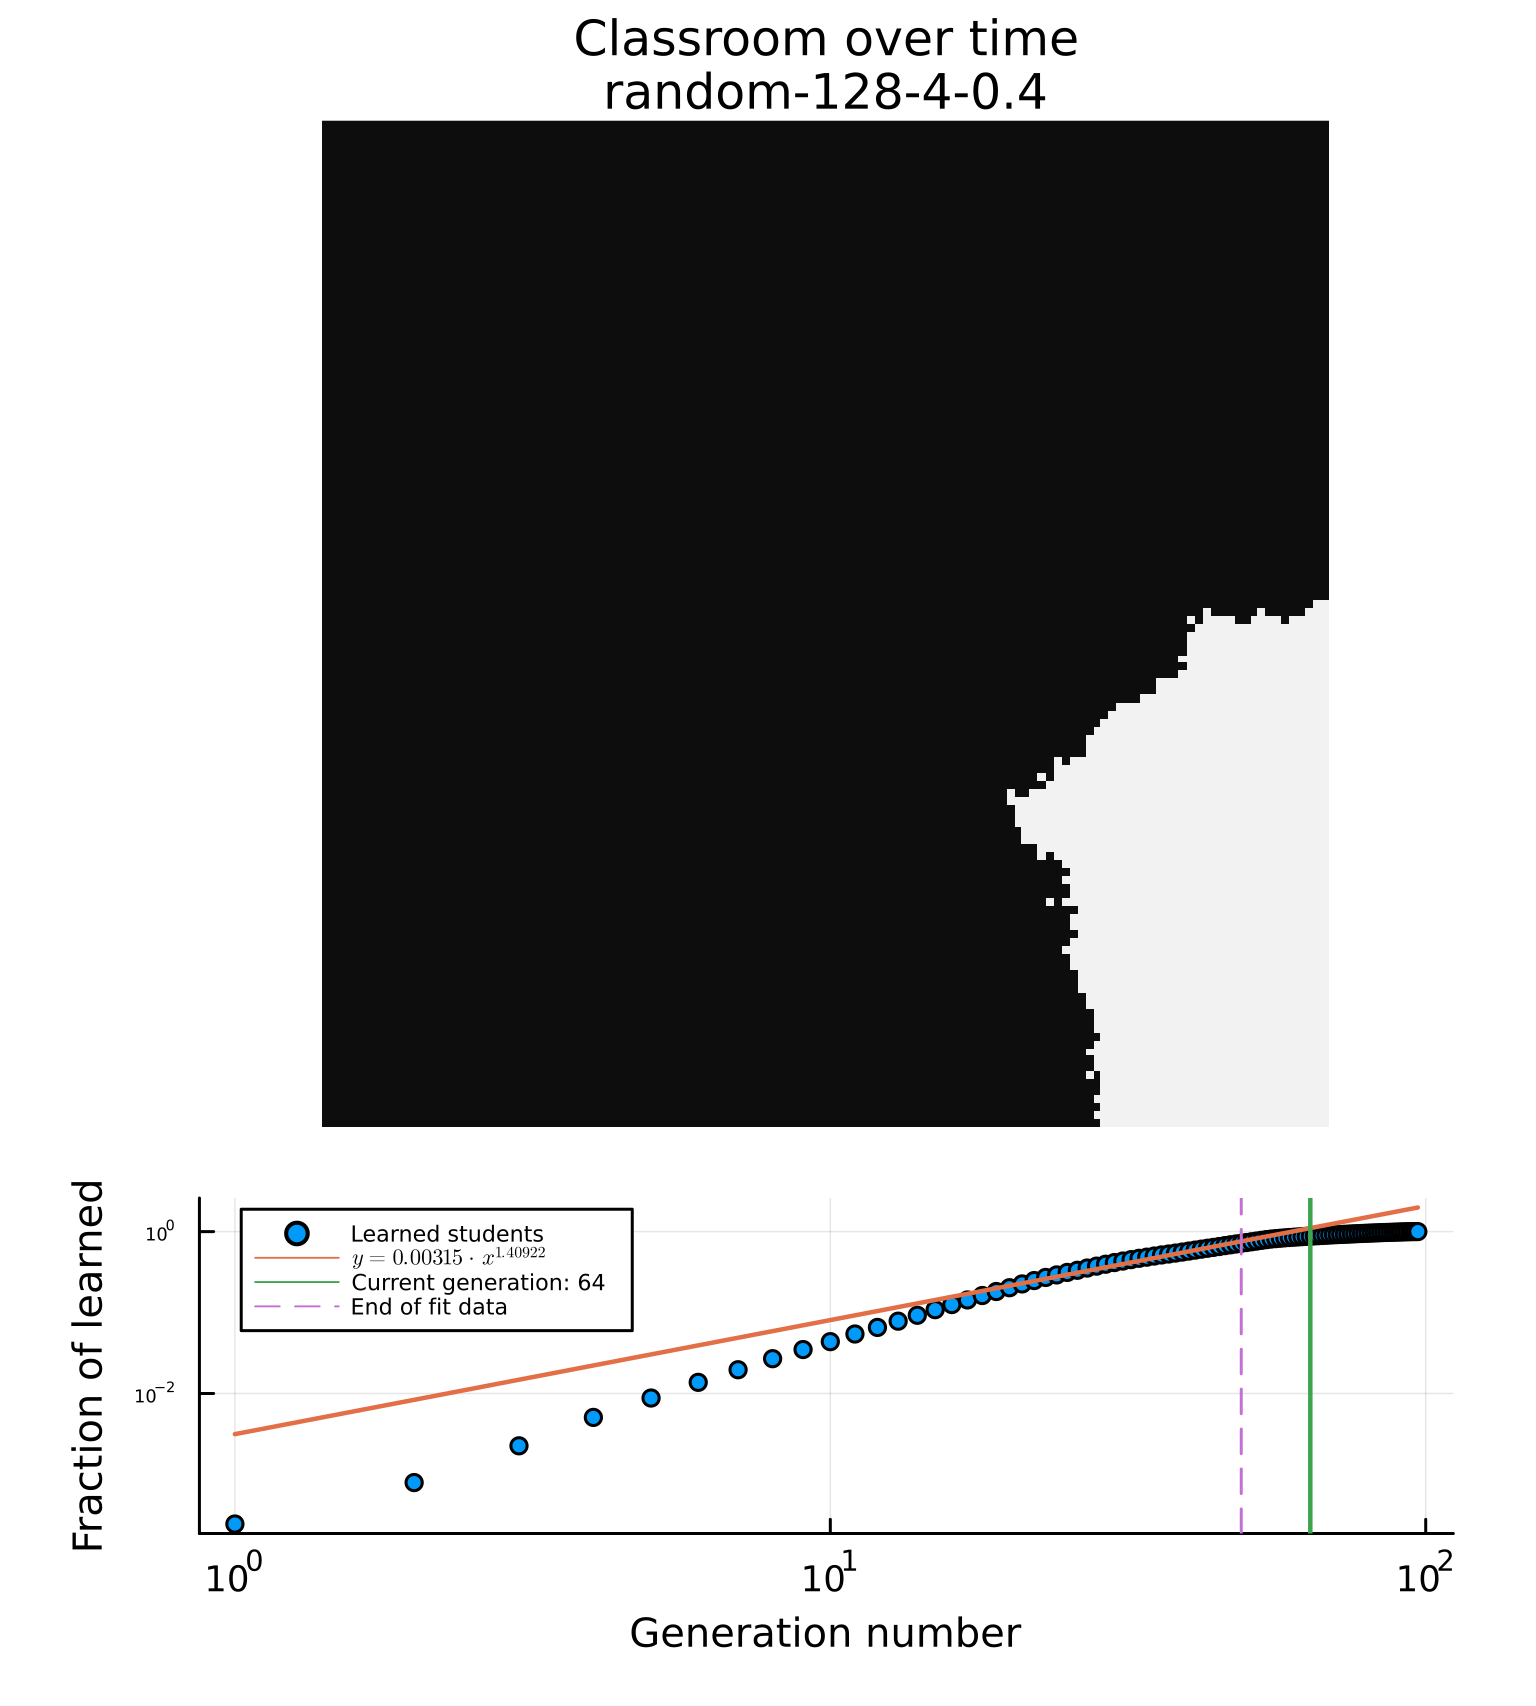 Classroom over time
random-128-4-0.4
Fraction of learned
10^0
10^-2
Learned students
y = 0.00315 · x^1.40922
Current generation: 64
End of fit data
10^0 10^1 10^2
Generation number